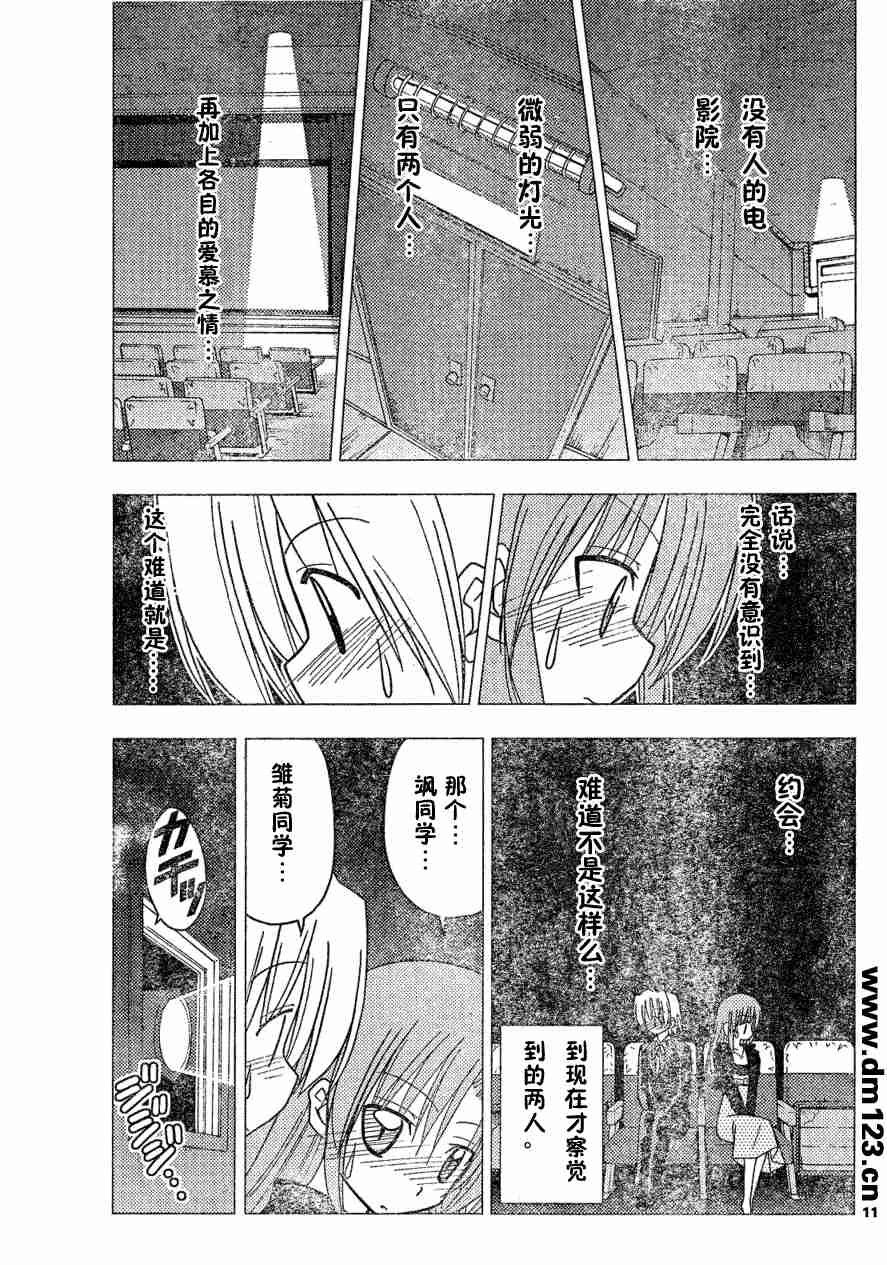 没有人的电
影院…
微弱的灯光…
只有两个人…
再加上各自的爱慕之情…
话说…
完全没有意识到…
这个难道就是……
约会…
难道不是这样么…
到现在才察觉
到的两人。
那个…
飒同学…
雏菊同学…
カチッ
www.dm123.cn
11